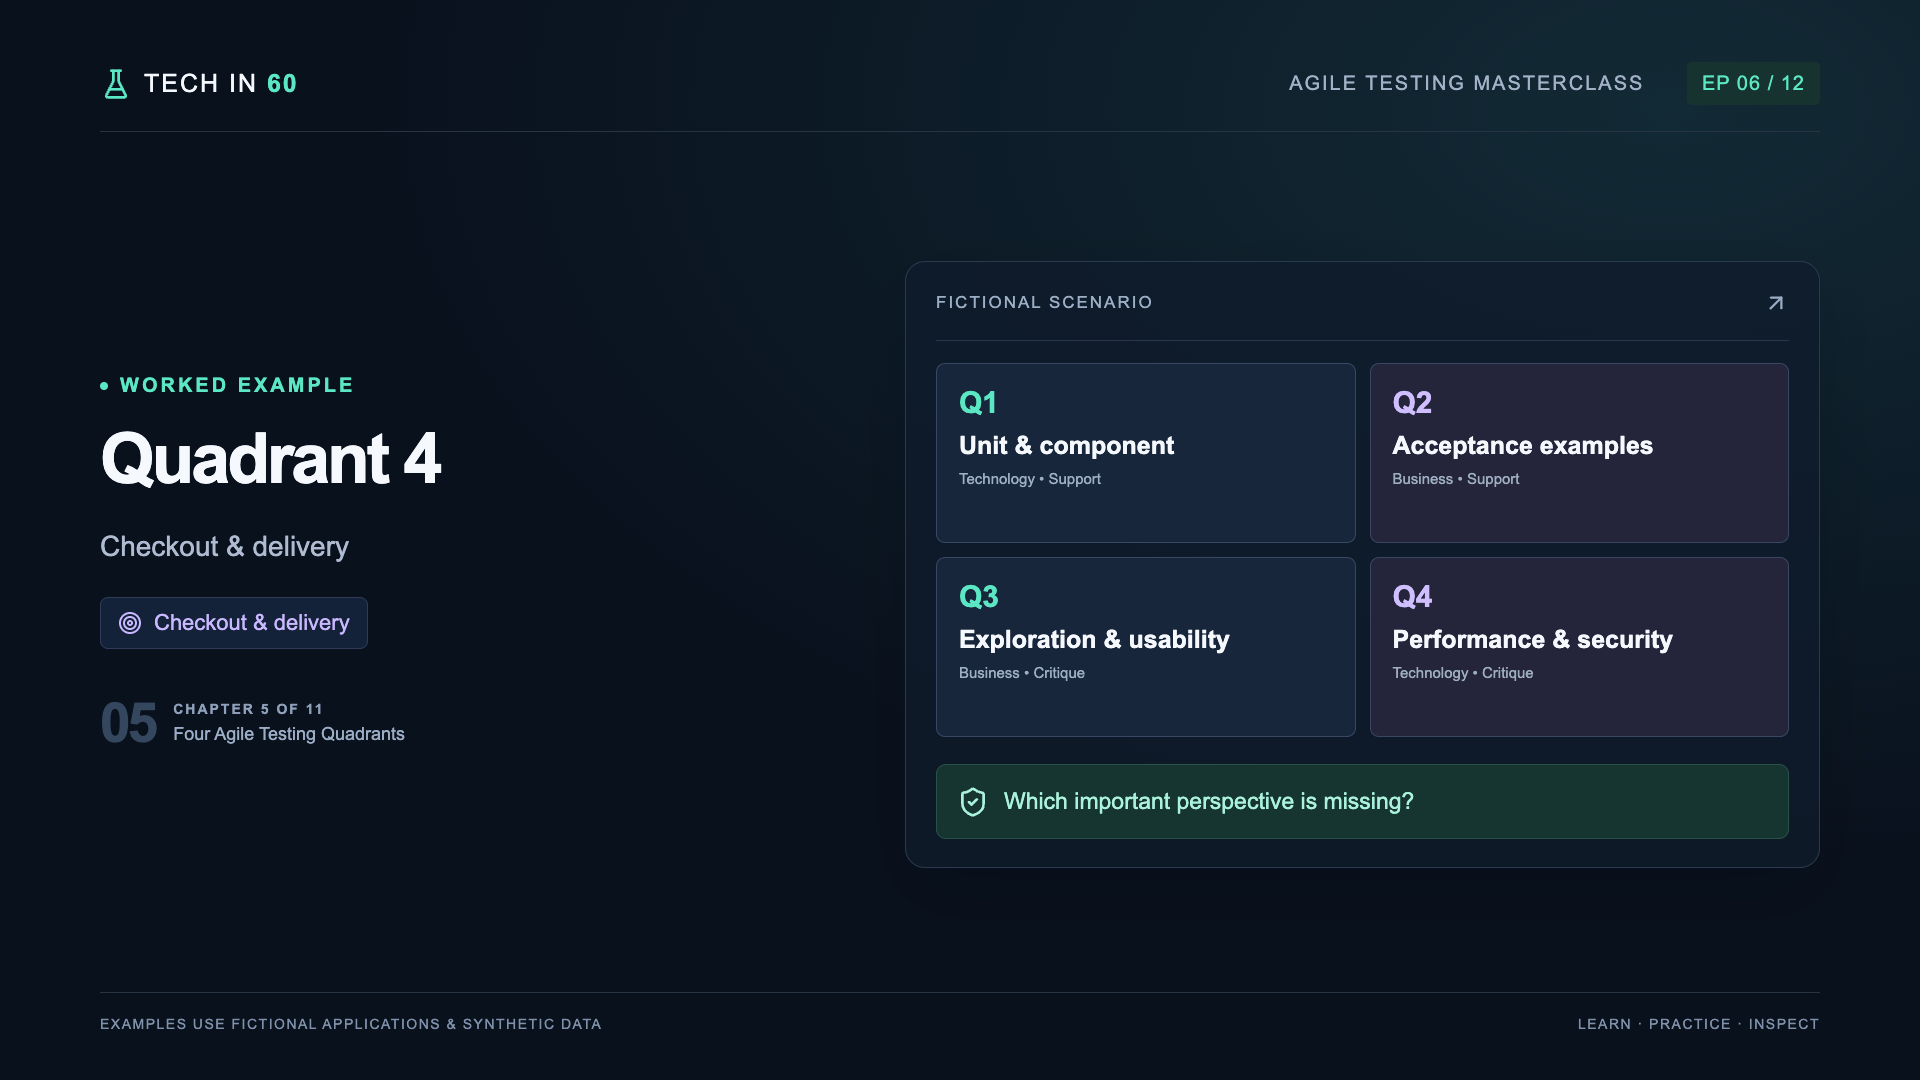 TECH IN 60
AGILE TESTING MASTERCLASS
EP 06 / 12
WORKED EXAMPLE
Quadrant 4
Checkout & delivery
Checkout & delivery
05
CHAPTER 5 OF 11
Four Agile Testing Quadrants
FICTIONAL SCENARIO
Q1
Unit & component
Technology • Support
Q2
Acceptance examples
Business • Support
Q3
Exploration & usability
Business • Critique
Q4
Performance & security
Technology • Critique
Which important perspective is missing?
EXAMPLES USE FICTIONAL APPLICATIONS & SYNTHETIC DATA
LEARN · PRACTICE · INSPECT